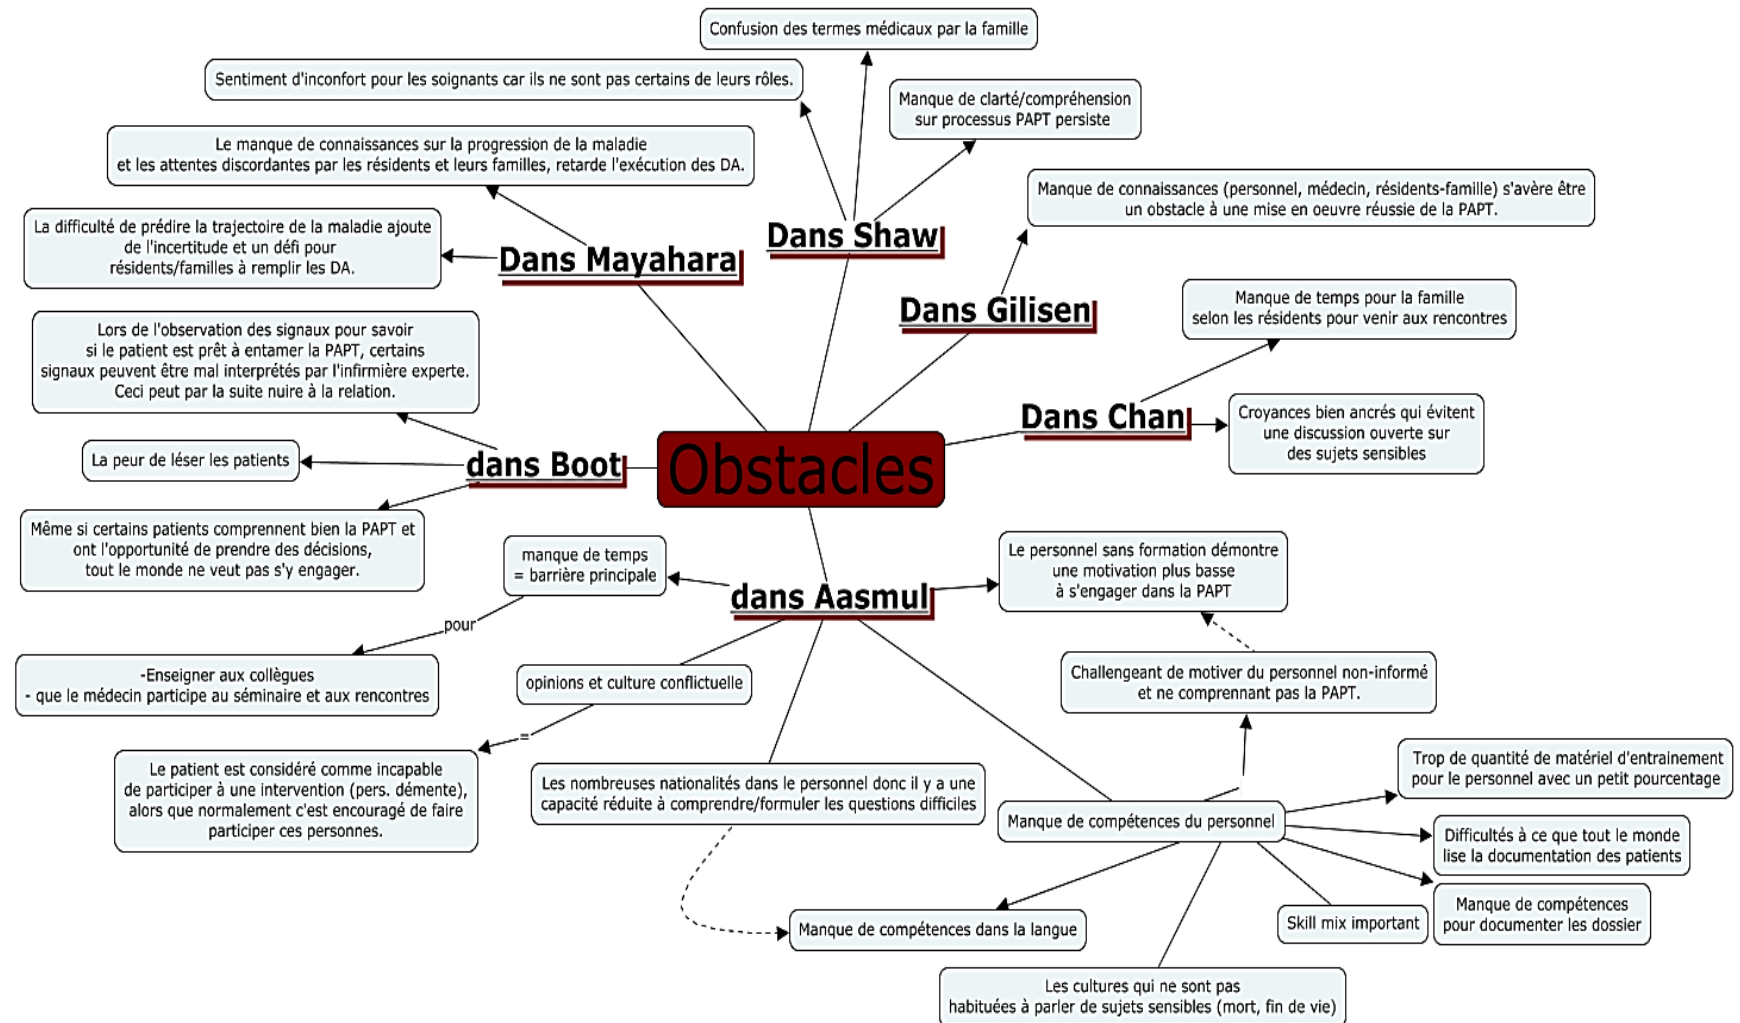 Confusion des termes médicaux par la famille
Sentiment d'inconfort pour les soignants car ils ne sont pas certains de leurs rôles.
Manque de clarté/compréhension
sur processus PAPT persiste
Le manque de connaissances sur la progression de la maladie
et les attentes discordantes par les résidents et leurs familles, retarde l'exécution des DA.
Manque de connaissances (personnel, médecin, résidents-famille) s'avère être
un obstacle à une mise en oeuvre réussie de la PAPT.
La difficulté de prédire la trajectoire de la maladie ajoute
de l'incertitude et un défi pour
résidents/familles à remplir les DA.
Dans Shaw
Dans Mayahara
Dans Gilisen
Manque de temps pour la famille
selon les résidents pour venir aux rencontres
Lors de l'observation des signaux pour savoir
si le patient est prêt à entamer la PAPT, certains
signaux peuvent être mal interprétés par l'infirmière experte.
Ceci peut par la suite nuire à la relation.
Dans Chan
Croyances bien ancrés qui évitent
une discussion ouverte sur
des sujets sensibles
La peur de léser les patients
dans Boot
Obstacles
Même si certains patients comprennent bien la PAPT et
ont l'opportunité de prendre des décisions,
tout le monde ne veut pas s'y engager.
manque de temps
= barrière principale
Le personnel sans formation démontre
une motivation plus basse
à s'engager dans la PAPT
dans Aasmul
pour
-Enseigner aux collègues
- que le médecin participe au séminaire et aux rencontres
opinions et culture conflictuelle
Challengeant de motiver du personnel non-informé
et ne comprennant pas la PAPT.
=
Le patient est considéré comme incapable
de participer à une intervention (pers. démente),
alors que normalement c'est encouragé de faire
participer ces personnes.
Les nombreuses nationalités dans le personnel donc il y a une
capacité réduite à comprendre/formuler les questions difficiles
Trop de quantité de matériel d'entrainement
pour le personnel avec un petit pourcentage
Manque de compétences du personnel
Difficultés à ce que tout le monde
lise la documentation des patients
Manque de compétences
pour documenter les dossier
Skill mix important
Manque de compétences dans la langue
Les cultures qui ne sont pas
habituées à parler de sujets sensibles (mort, fin de vie)